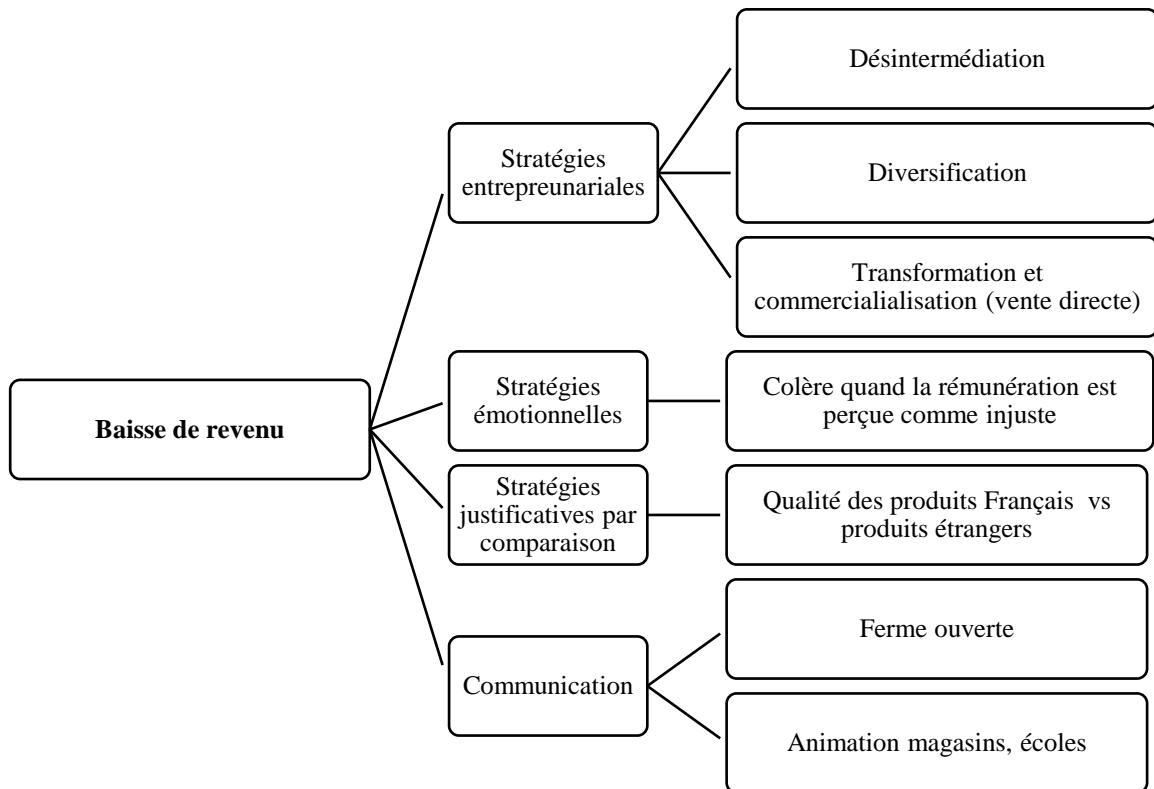 Baisse de revenu
Stratégies
entrepreunariales
Désintermédiation
Diversification
Transformation et
commercialialisation (vente directe)
Stratégies
émotionnelles
Colère quand la rémunération est
perçue comme injuste
Stratégies
justificatives par
comparaison
Qualité des produits Français  vs
produits étrangers
Communication
Ferme ouverte
Animation magasins, écoles